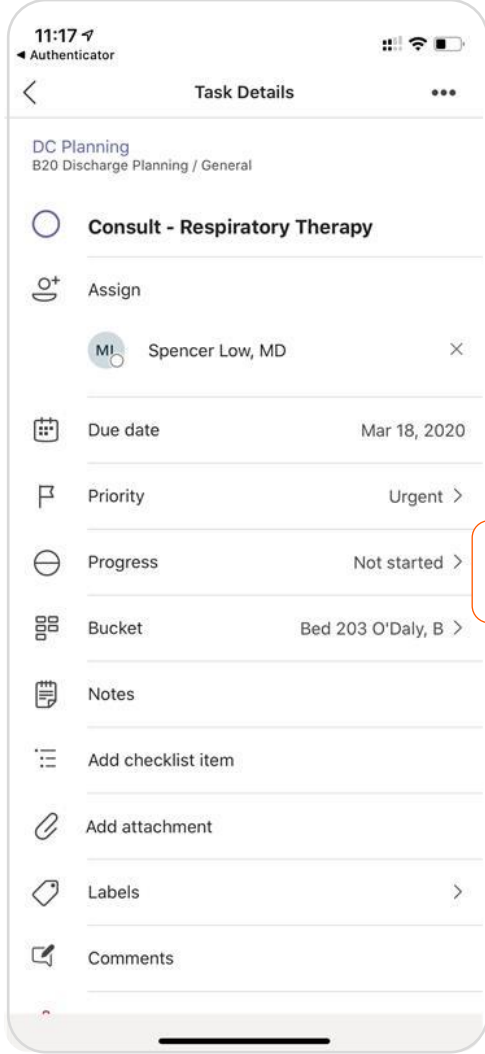 11:17
◀ Authenticator
Task Details
DC Planning
B20 Discharge Planning / General
Consult - Respiratory Therapy
Assign
MI
Spencer Low, MD
Due date
Mar 18, 2020
Priority
Urgent
Progress
Not started
Bucket
Bed 203 O'Daly, B
Notes
Add checklist item
Add attachment
Labels
Comments